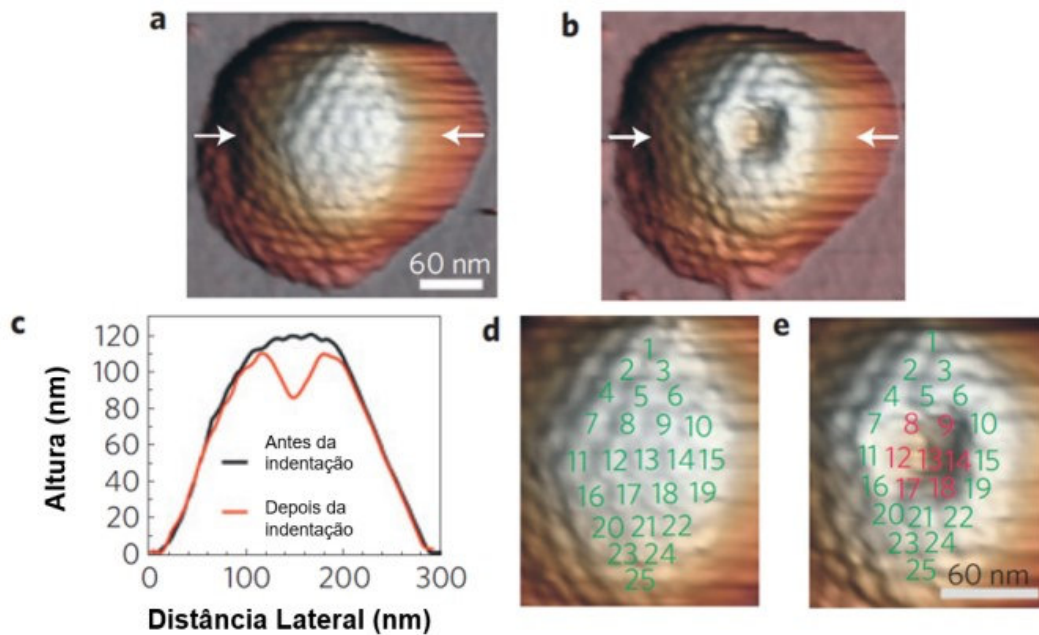 a
b
60 nm
c
120
100
80
60
40
20
0
Altura (nm)
Antes da
indentação
Depois da
indentação
0 100 200 300
Distância Lateral (nm)
d
1
2 3
4 5 6
7 8 9 10
11 12 13 14 15
16 17 18 19
20 21 22
23 24
25
e
1
2 3
4 5 6
7 8 9 10
11 12 13 14 15
16 17 18 19
20 21 22
23 24
25
60 nm